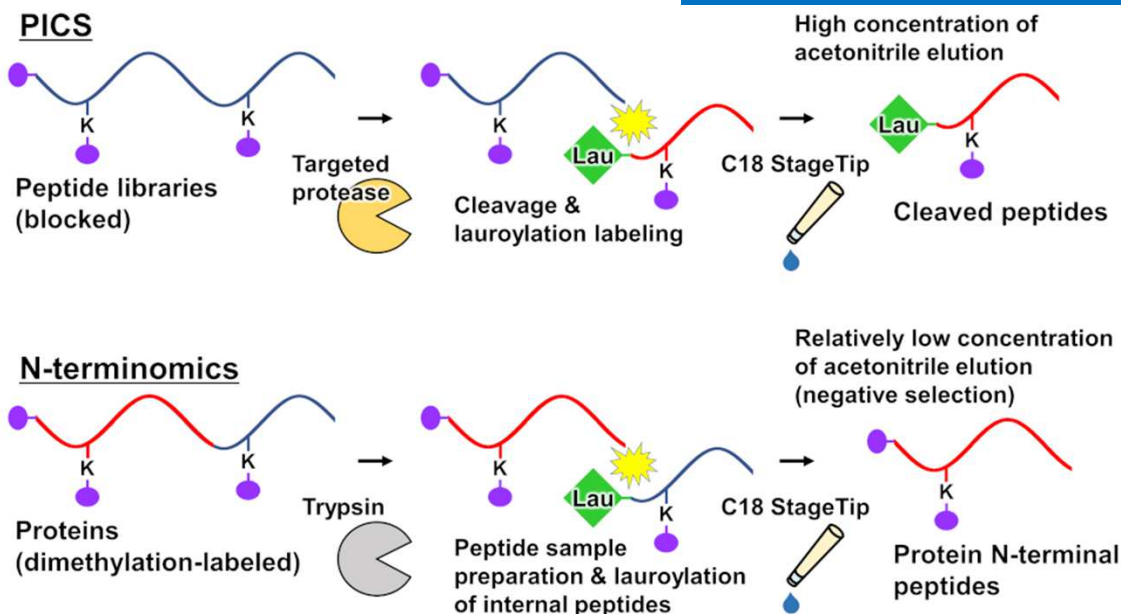 PICS
High concentration of
acetonitrile elution
K
K
Peptide libraries
(blocked)
Targeted
protease
Lau
K
K
Cleavage &
lauroylation labeling
C18 StageTip
Lau
K
Cleaved peptides
N-terminomics
Relatively low concentration
of acetonitrile elution
(negative selection)
K
K
Proteins
(dimethylation-labeled)
Trypsin
K
Lau
K
Peptide sample
preparation & lauroylation
of internal peptides
C18 StageTip
K
Protein N-terminal
peptides